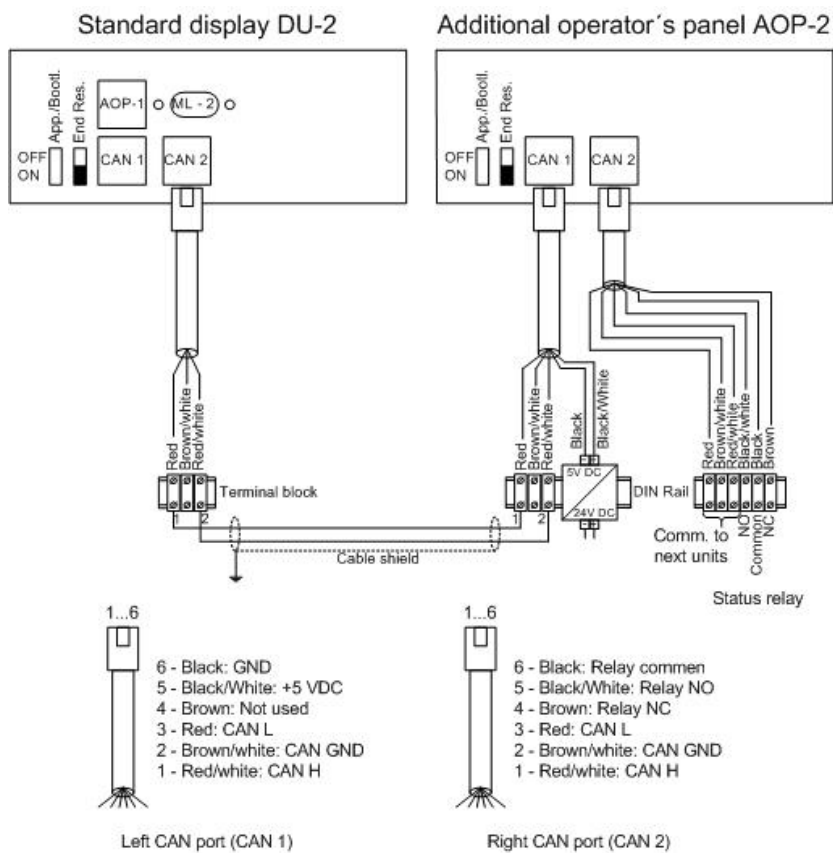 Standard display DU-2
Additional operator´s panel AOP-2
App./Bootl.
End Res.
AOP-1
ML - 2
OFF
ON
CAN 1
CAN 2
App./Bootl.
End Res.
OFF
ON
CAN 1
CAN 2
Red
Brown/white
Red/white
Red
Brown/white
Red/white
Black
Black/White
Red
Brown/white
Red/white
Black/white
Black
Brown
Terminal block
5V DC
24V DC
DIN Rail
1
2
1
2
Cable shield
Comm. to
next units
NO
Common
NC
Status relay
1...6
6 - Black: GND
5 - Black/White: +5 VDC
4 - Brown: Not used
3 - Red: CAN L
2 - Brown/white: CAN GND
1 - Red/white: CAN H
Left CAN port (CAN 1)
1...6
6 - Black: Relay commen
5 - Black/White: Relay NO
4 - Brown: Relay NC
3 - Red: CAN L
2 - Brown/white: CAN GND
1 - Red/white: CAN H
Right CAN port (CAN 2)